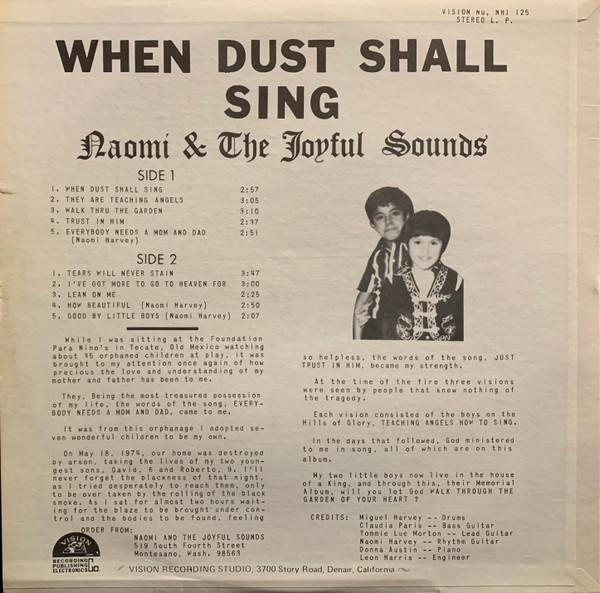 VISION NU, NHI 125
STEREO L. P.
WHEN DUST SHALL
SING
Naomi & The Joyful Sounds
SIDE 1
1. WHEN DUST SHALL SING 2:57
2. THEY ARE TEACHING ANGELS 3:05
3. WALK THRU THE GARDEN 3:10
4. TRUST IN HIM 2:37
5. EVERYBODY NEEDS A MOM AND DAD 2:51
(Naomi Harvey)
SIDE 2
1. TEARS WILL NEVER STAIN 3:47
2. I'VE GOT MORE TO GO TO HEAVEN FOR 3:00
3. LEAN ON ME 2:25
4. HOW BEAUTIFUL (Naomi Harvey) 2:50
5. GOOD BY LITTLE BOYS (Naomi Harvey) 2:07
While I was sitting at the Foundation
Para Nino's in Tecate, Old Mexico watching
about 35 orphaned children at play, it was
brought to my attention once again of how
precious the love and understanding of my
mother and father has been to me.
They, Being the most treasured possession
of my life, the words of the song, EVERY-
BODY NEEDS A MOM AND DAD, came to me.
It was from this orphanage I adopted se-
ven wonderful children to be my own.
On May 18, 1974, our home was destroyed
by arson, taking the lives of my two youn-
gest sons, David, 6 and Roberto, 9. I'll
never forget the blackness of that night,
as I tried desperately to reach them, only
to be over taken by the rolling of the black
smoke. As I sat for almost two hours wait-
ing for the blaze to be brought under con-
trol and the bodies to be found, feeling
so helpless, the words of the song, JUST
TRUST IN HIM, became my strength.
At the time of the fire three visions
were seen by people that knew nothing of
the tragedy.
Each vision consisted of the boys on the
Hills of Glory, TEACHING ANGELS HOW TO SING.
In the days that followed, God ministered
to me in song, all of which are on this
album.
My two little boys now live in the house
of a King, and through this, their Memorial
Album, will you let God WALK THROUGH THE
GARDEN OF YOUR HEART ?
CREDITS: Miguel Harvey -- Drums
Claudia Paris -- Bass Guitar
Tommie Lue Morton -- Lead Guitar
Naomi Harvey -- Rhythm Guitar
Donna Austin -- Piano
Leon Harris -- Engineer
ORDER FROM:
NAOMI AND THE JOYFUL SOUNDS
519 South Fourth Street
Montesano, Wash. 98563
VISION
RECORDING
PUBLISHING
ELECTRONICS Co
VISION RECORDING STUDIO, 3700 Story Road, Denair, California